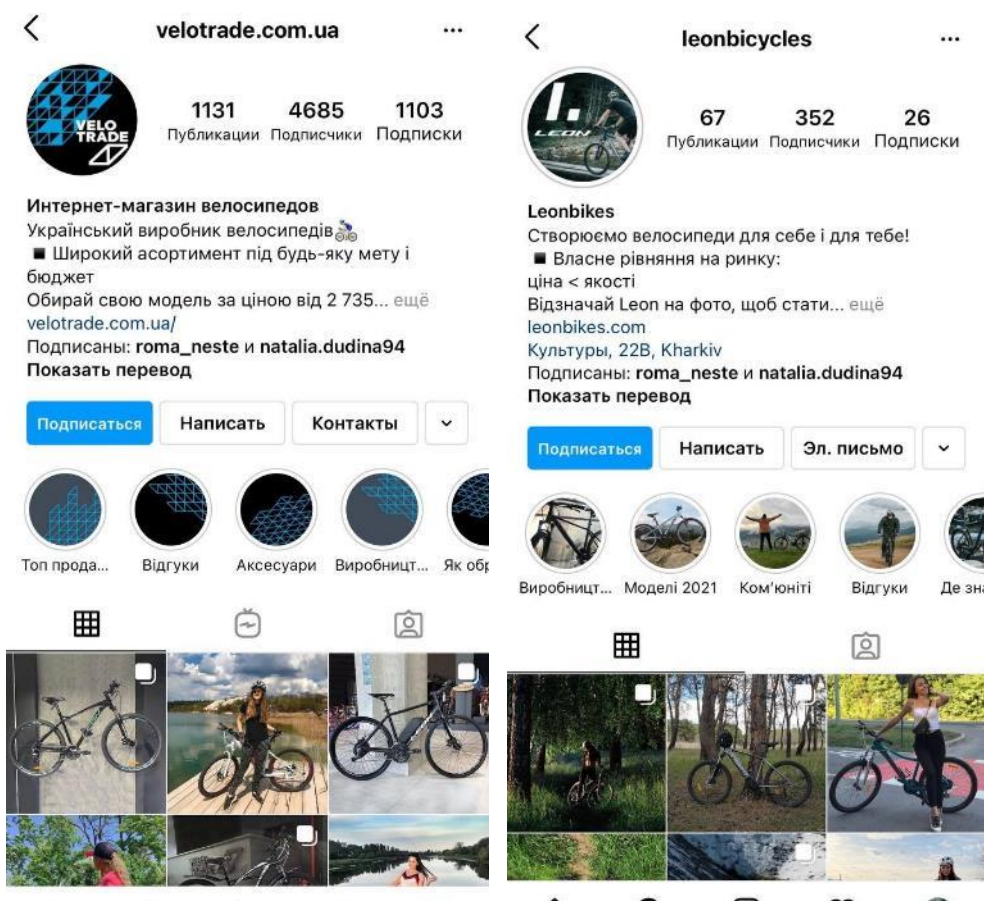 velotrade.com.ua
VELO
TRADE
1131 4685 1103
Публикации Подписчики Подписки
Интернет-магазин велосипедов
Український виробник велосипедів
Широкий асортимент під будь-яку мету і
бюджет
Обирай свою модель за ціною від 2 735... ещё
velotrade.com.ua/
Подписаны: roma_neste и natalia.dudina94
Показать перевод
Подписаться Написать Контакты
Топ прода... Відгуки Аксесуари Виробницт... Як обр
leonbicycles
L.
LEON
67 352 26
Публикации Подписчики Подписки
Leonbikes
Створюємо велосипеди для себе і для тебе!
Власне рівняння на ринку:
ціна < якості
Відзначай Leon на фото, щоб стати... ещё
leonbikes.com
Культуры, 22В, Kharkiv
Подписаны: roma_neste и natalia.dudina94
Показать перевод
Подписаться Написать Эл. письмо
Виробницт... Моделі 2021 Ком'юніті Відгуки Де зна